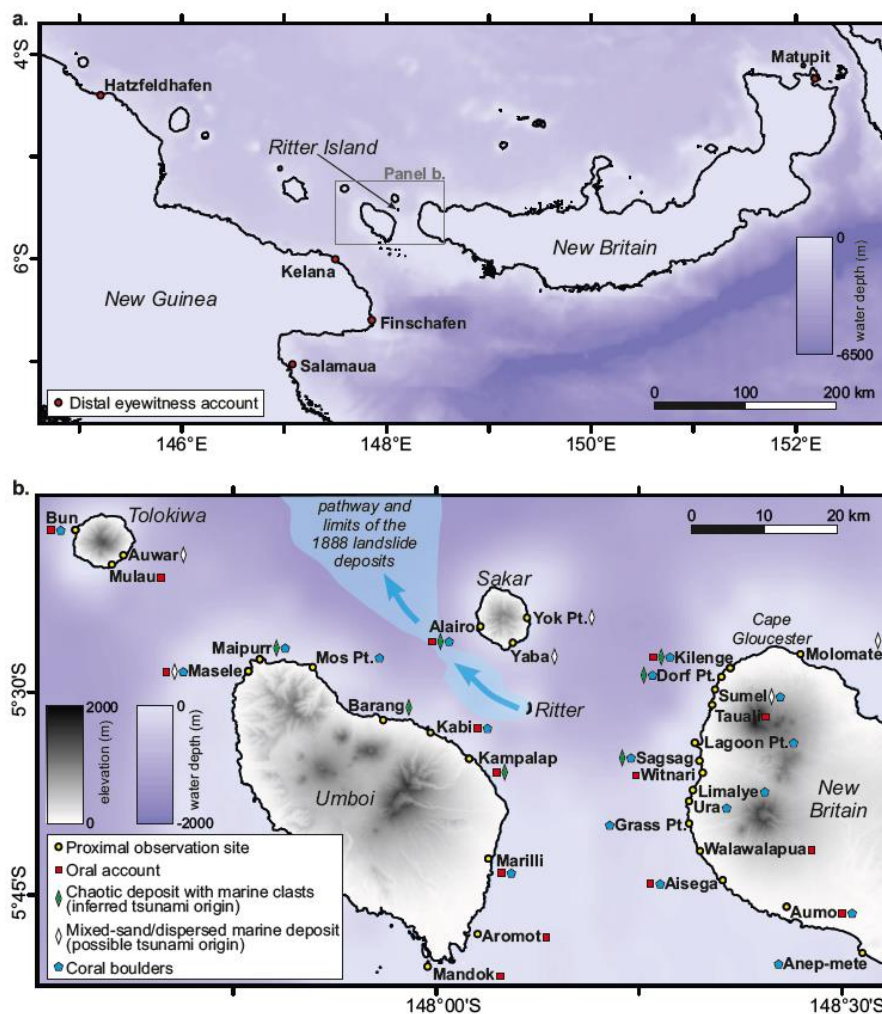 a.
4°S
Hatzfeldhafen
Matupit
Ritter Island
Panel b.
6°S
Kelana
New Britain
New Guinea
Finschafen
Salamaua
0
water depth (m)
-6500
Distal eyewitness account
0 100 200 km
146°E 148°E 150°E 152°E
b.
pathway and
limits of the
1888 landslide
deposits
0 10 20 km
Bun
Tolokiwa
Auwar
Mulau
Sakar
Alairo
Yok Pt.
Yaba
Cape
Gloucester
Molomate
Maipurr
Mos Pt.
Masele
Kilenge
Dorf Pt.
5°30'S
Barang
Ritter
Sumel
Tauali
Kabi
Lagoon Pt.
2000
elevation (m)
0
0
water depth (m)
-2000
Kampalap
Sagsag
Witnari
Umboi
Limalye
New
Britain
Ura
Grass Pt.
Proximal observation site
Oral account
Chaotic deposit with marine clasts
(inferred tsunami origin)
Mixed-sand/dispersed marine deposit
(possible tsunami origin)
Coral boulders
Walawalapua
Marilli
5°45'S
Aisega
Aumo
Aromot
Mandok
Anep-mete
148°00'S 148°30'S